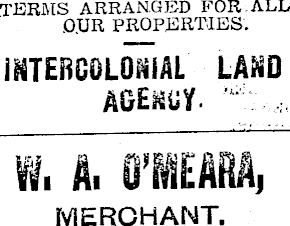 TERMS ARRANGED FOR ALL
OUR PROPERTIES.
INTERCOLONIAL LAND
AGENCY.
W. A. O'MEARA,
MERCHANT.